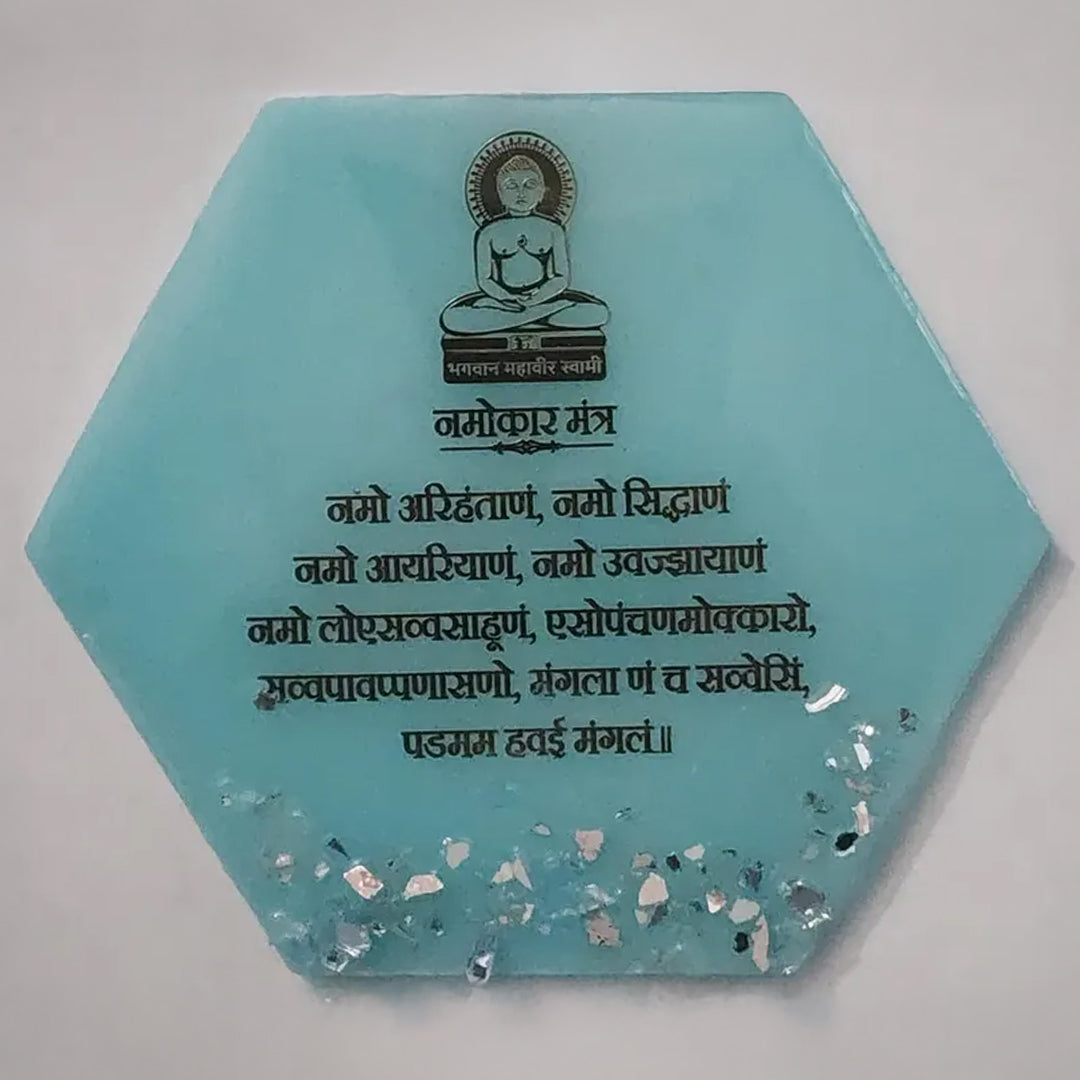 भगवान महावीर स्वामी
नमोकार मंत्र
नमो अरिहंताणं, नमो सिद्धाणं
नमो आयरियाणं, नमो उवज्झायाणं
नमो लोएसव्वसाहूणं, एसोपंचणमोक्कारो,
सव्वपावप्पणासणो, मंगला णं च सव्वेसिं,
पडमम हवई मंगलं॥